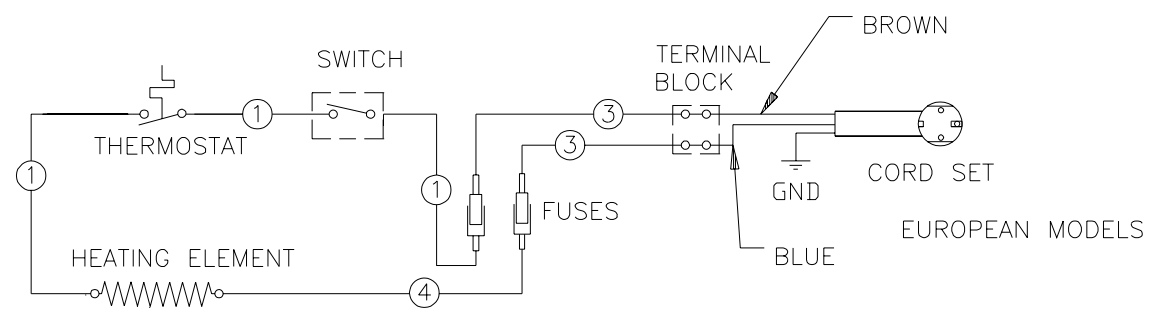 BROWN
TERMINAL
BLOCK
SWITCH
1
3
THERMOSTAT
3
1
1
CORD SET
GND
FUSES
EUROPEAN MODELS
BLUE
HEATING ELEMENT
4